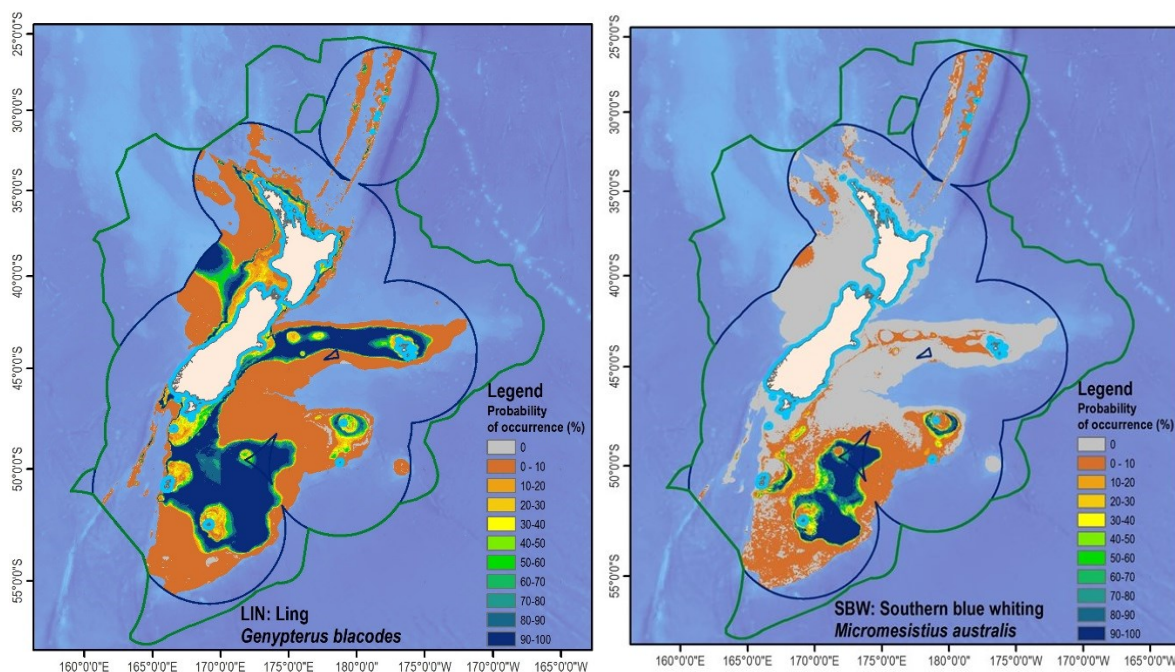 25°0'0"S
30°0'0"S
35°0'0"S
40°0'0"S
45°0'0"S
50°0'0"S
55°0'0"S
Legend
Probability
of occurrence (%)
0
0 - 10
10-20
20-30
30-40
40-50
50-60
60-70
70-80
80-90
90-100
LIN: Ling
Genypterus blacodes
160°0'0"E
165°0'0"E
170°0'0"E
175°0'0"E
180°0'0"E
175°0'0"W
170°0'0"W
165°0'0"W
25°0'0"S
30°0'0"S
35°0'0"S
40°0'0"S
45°0'0"S
50°0'0"S
55°0'0"S
Legend
Probability
of occurrence (%)
0
0 - 10
10-20
20-30
30-40
40-50
50-60
60-70
70-80
80-90
90-100
SBW: Southern blue whiting
Micromesistius australis
160°0'0"E
165°0'0"E
170°0'0"E
175°0'0"E
180°0'0"E
175°0'0"W
170°0'0"W
165°0'0"W